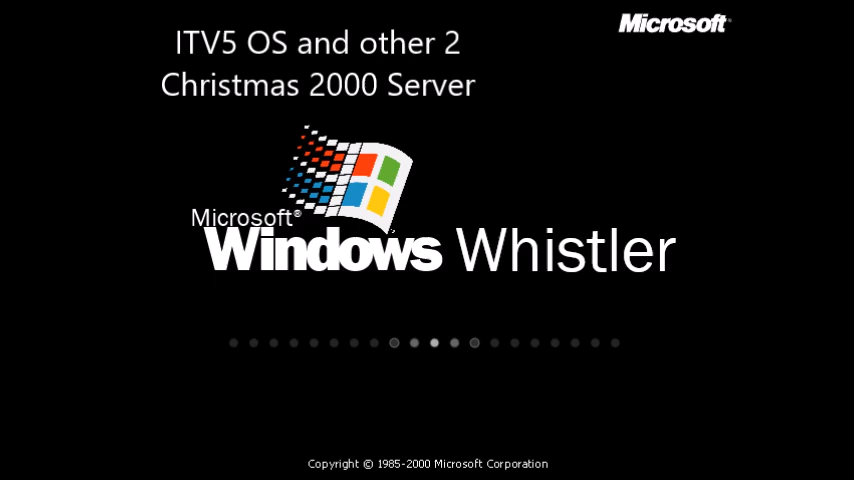 Microsoft®
ITV5 OS and other 2
Christmas 2000 Server
Microsoft®
Windows Whistler
Copyright © 1985-2000 Microsoft Corporation